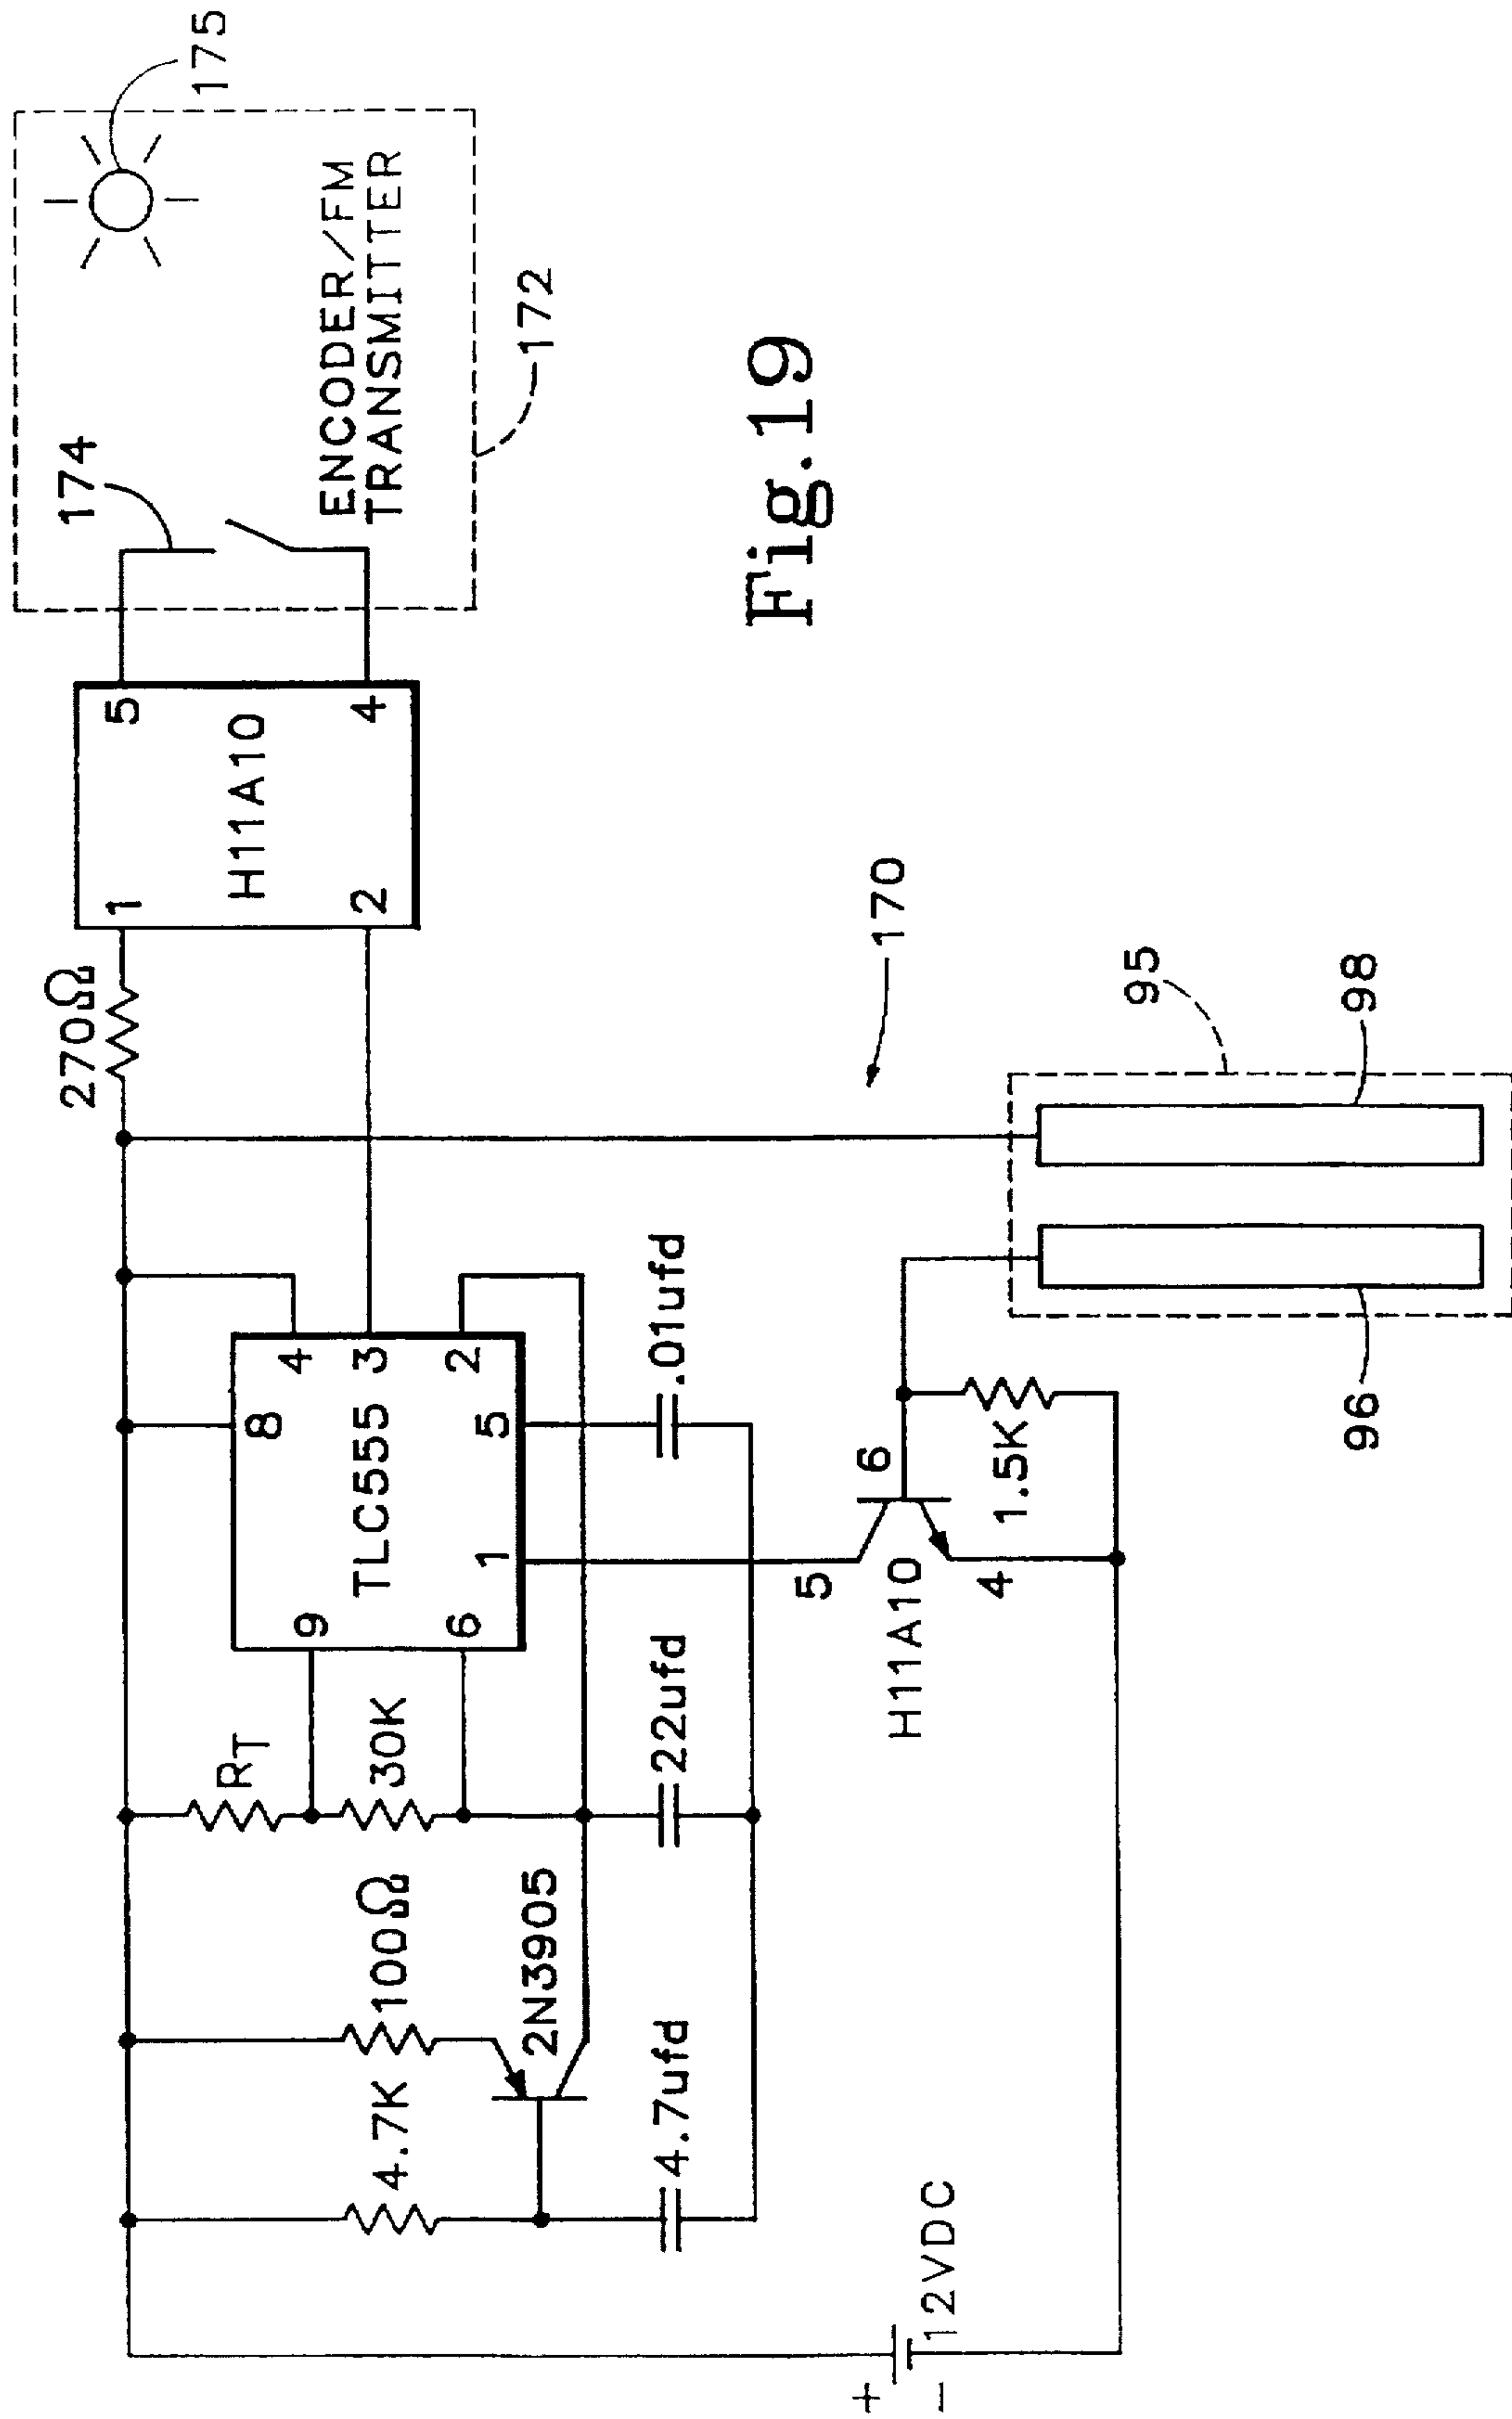 175
174
ENCODER/FM
TRANSMITTER
172
5
4
H11A10
1
2
270Ω
Fig.19
170
95
98
96
4
3
2
8
TLC555
5
9
6
1
.01ufd
RT
30K
22ufd
100Ω
2N3905
4.7K
4.7ufd
6
5
H11A10
4
1.5K
+
-
12VDC